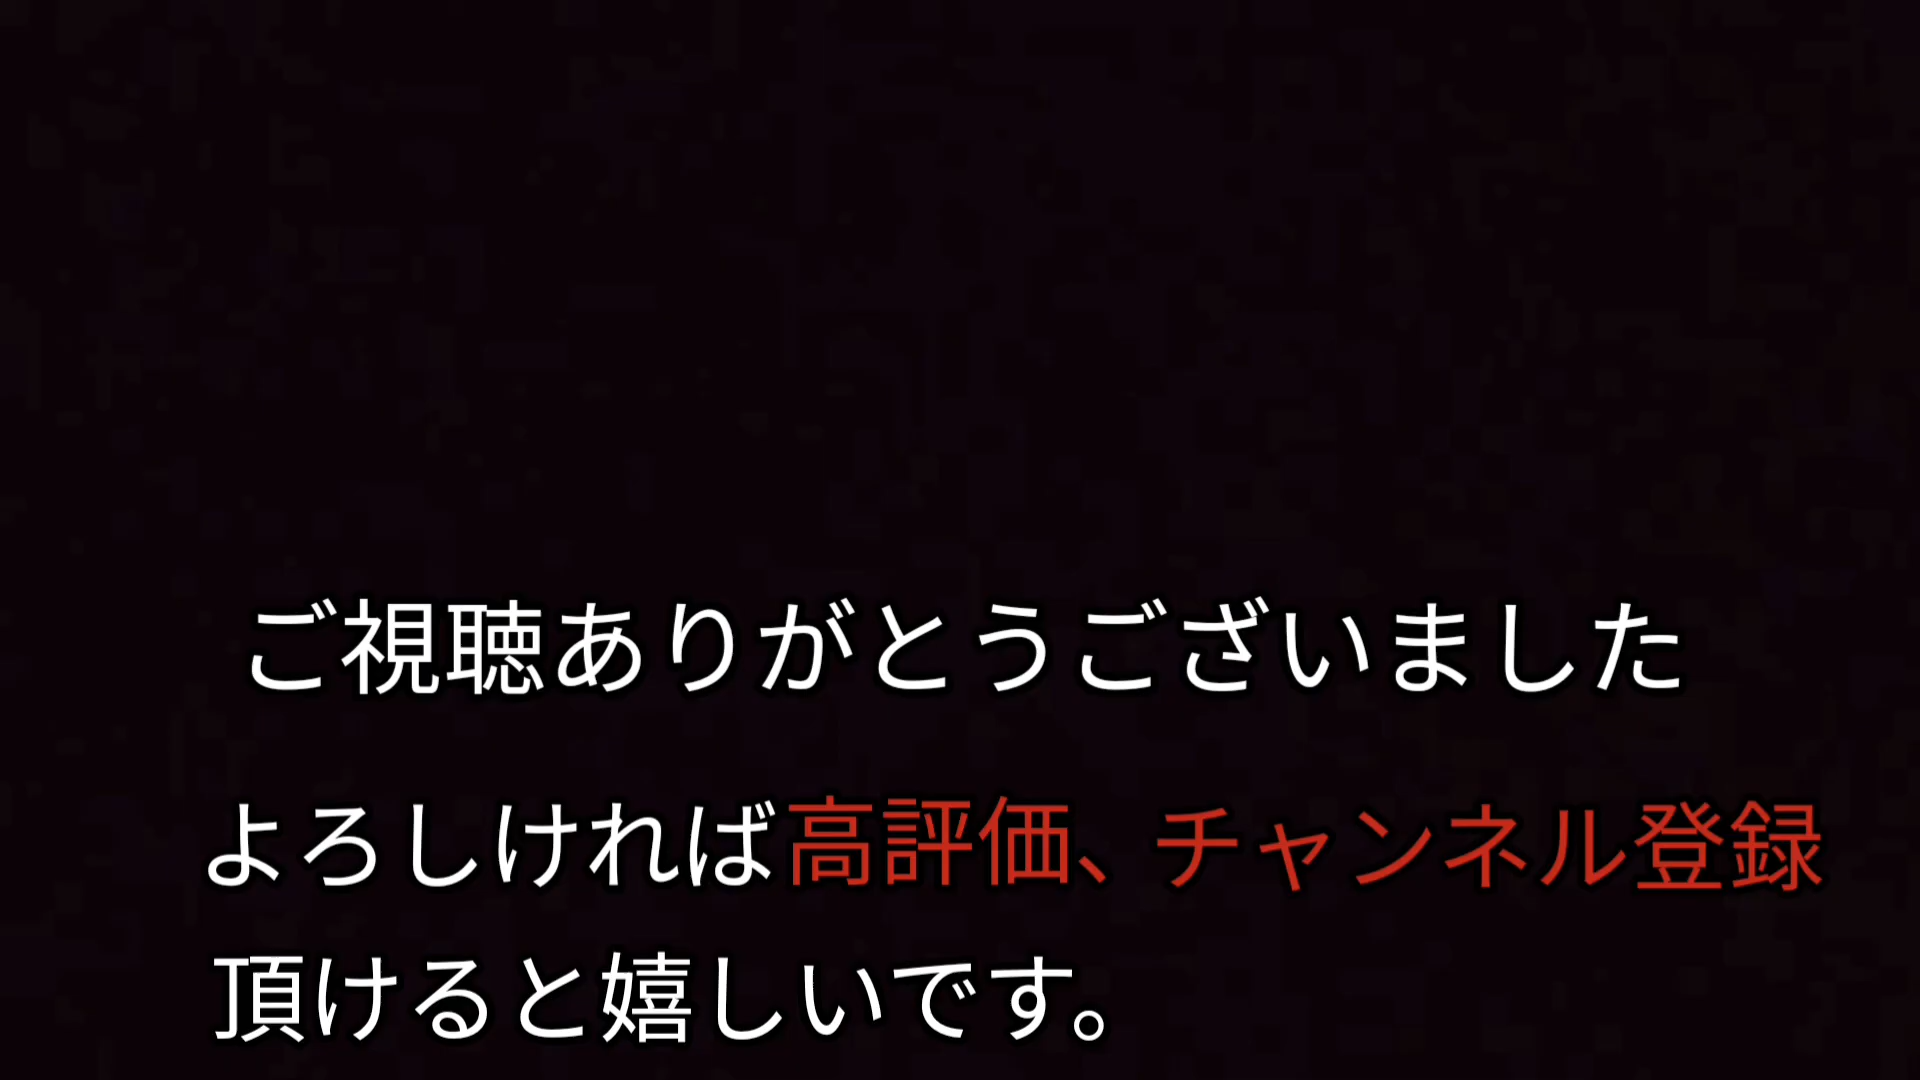 ご視聴ありがとうございました
よろしければ高評価、チャンネル登録
頂けると嬉しいです。